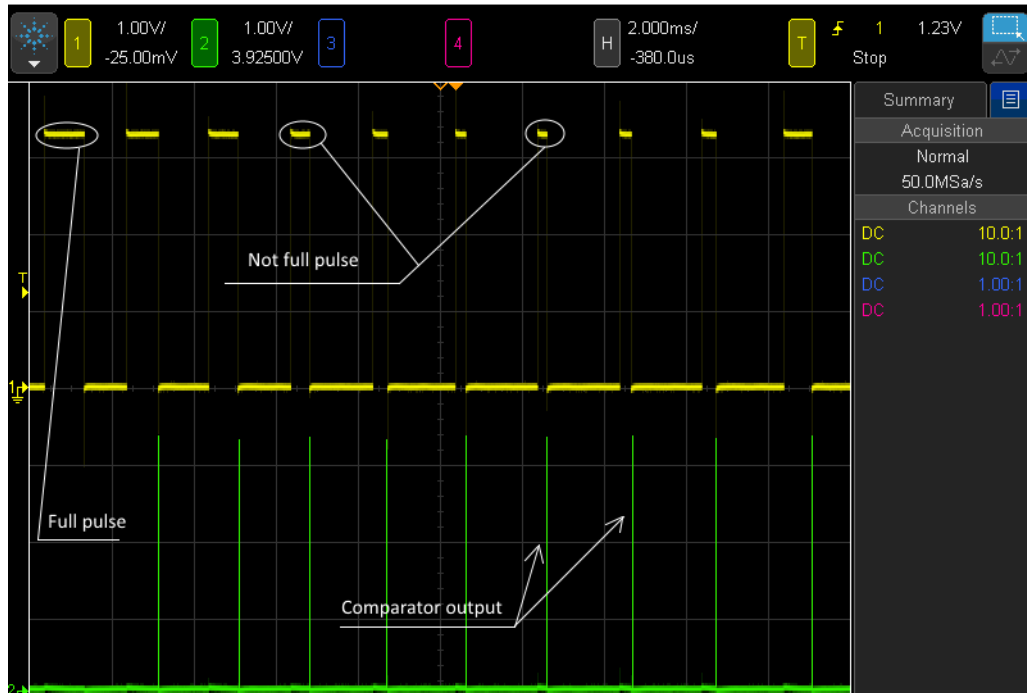 1 1.00V/ 2 1.00V/ 3 4 H 2.000ms/ T 1 1.23V
-25.00mV 3.92500V -380.0us Stop
Summary
Acquisition
Normal
50.0MSa/s
Channels
DC 10.0:1
DC 10.0:1
DC 1.00:1
DC 1.00:1
Not full pulse
T
1
Full pulse
Comparator output
2